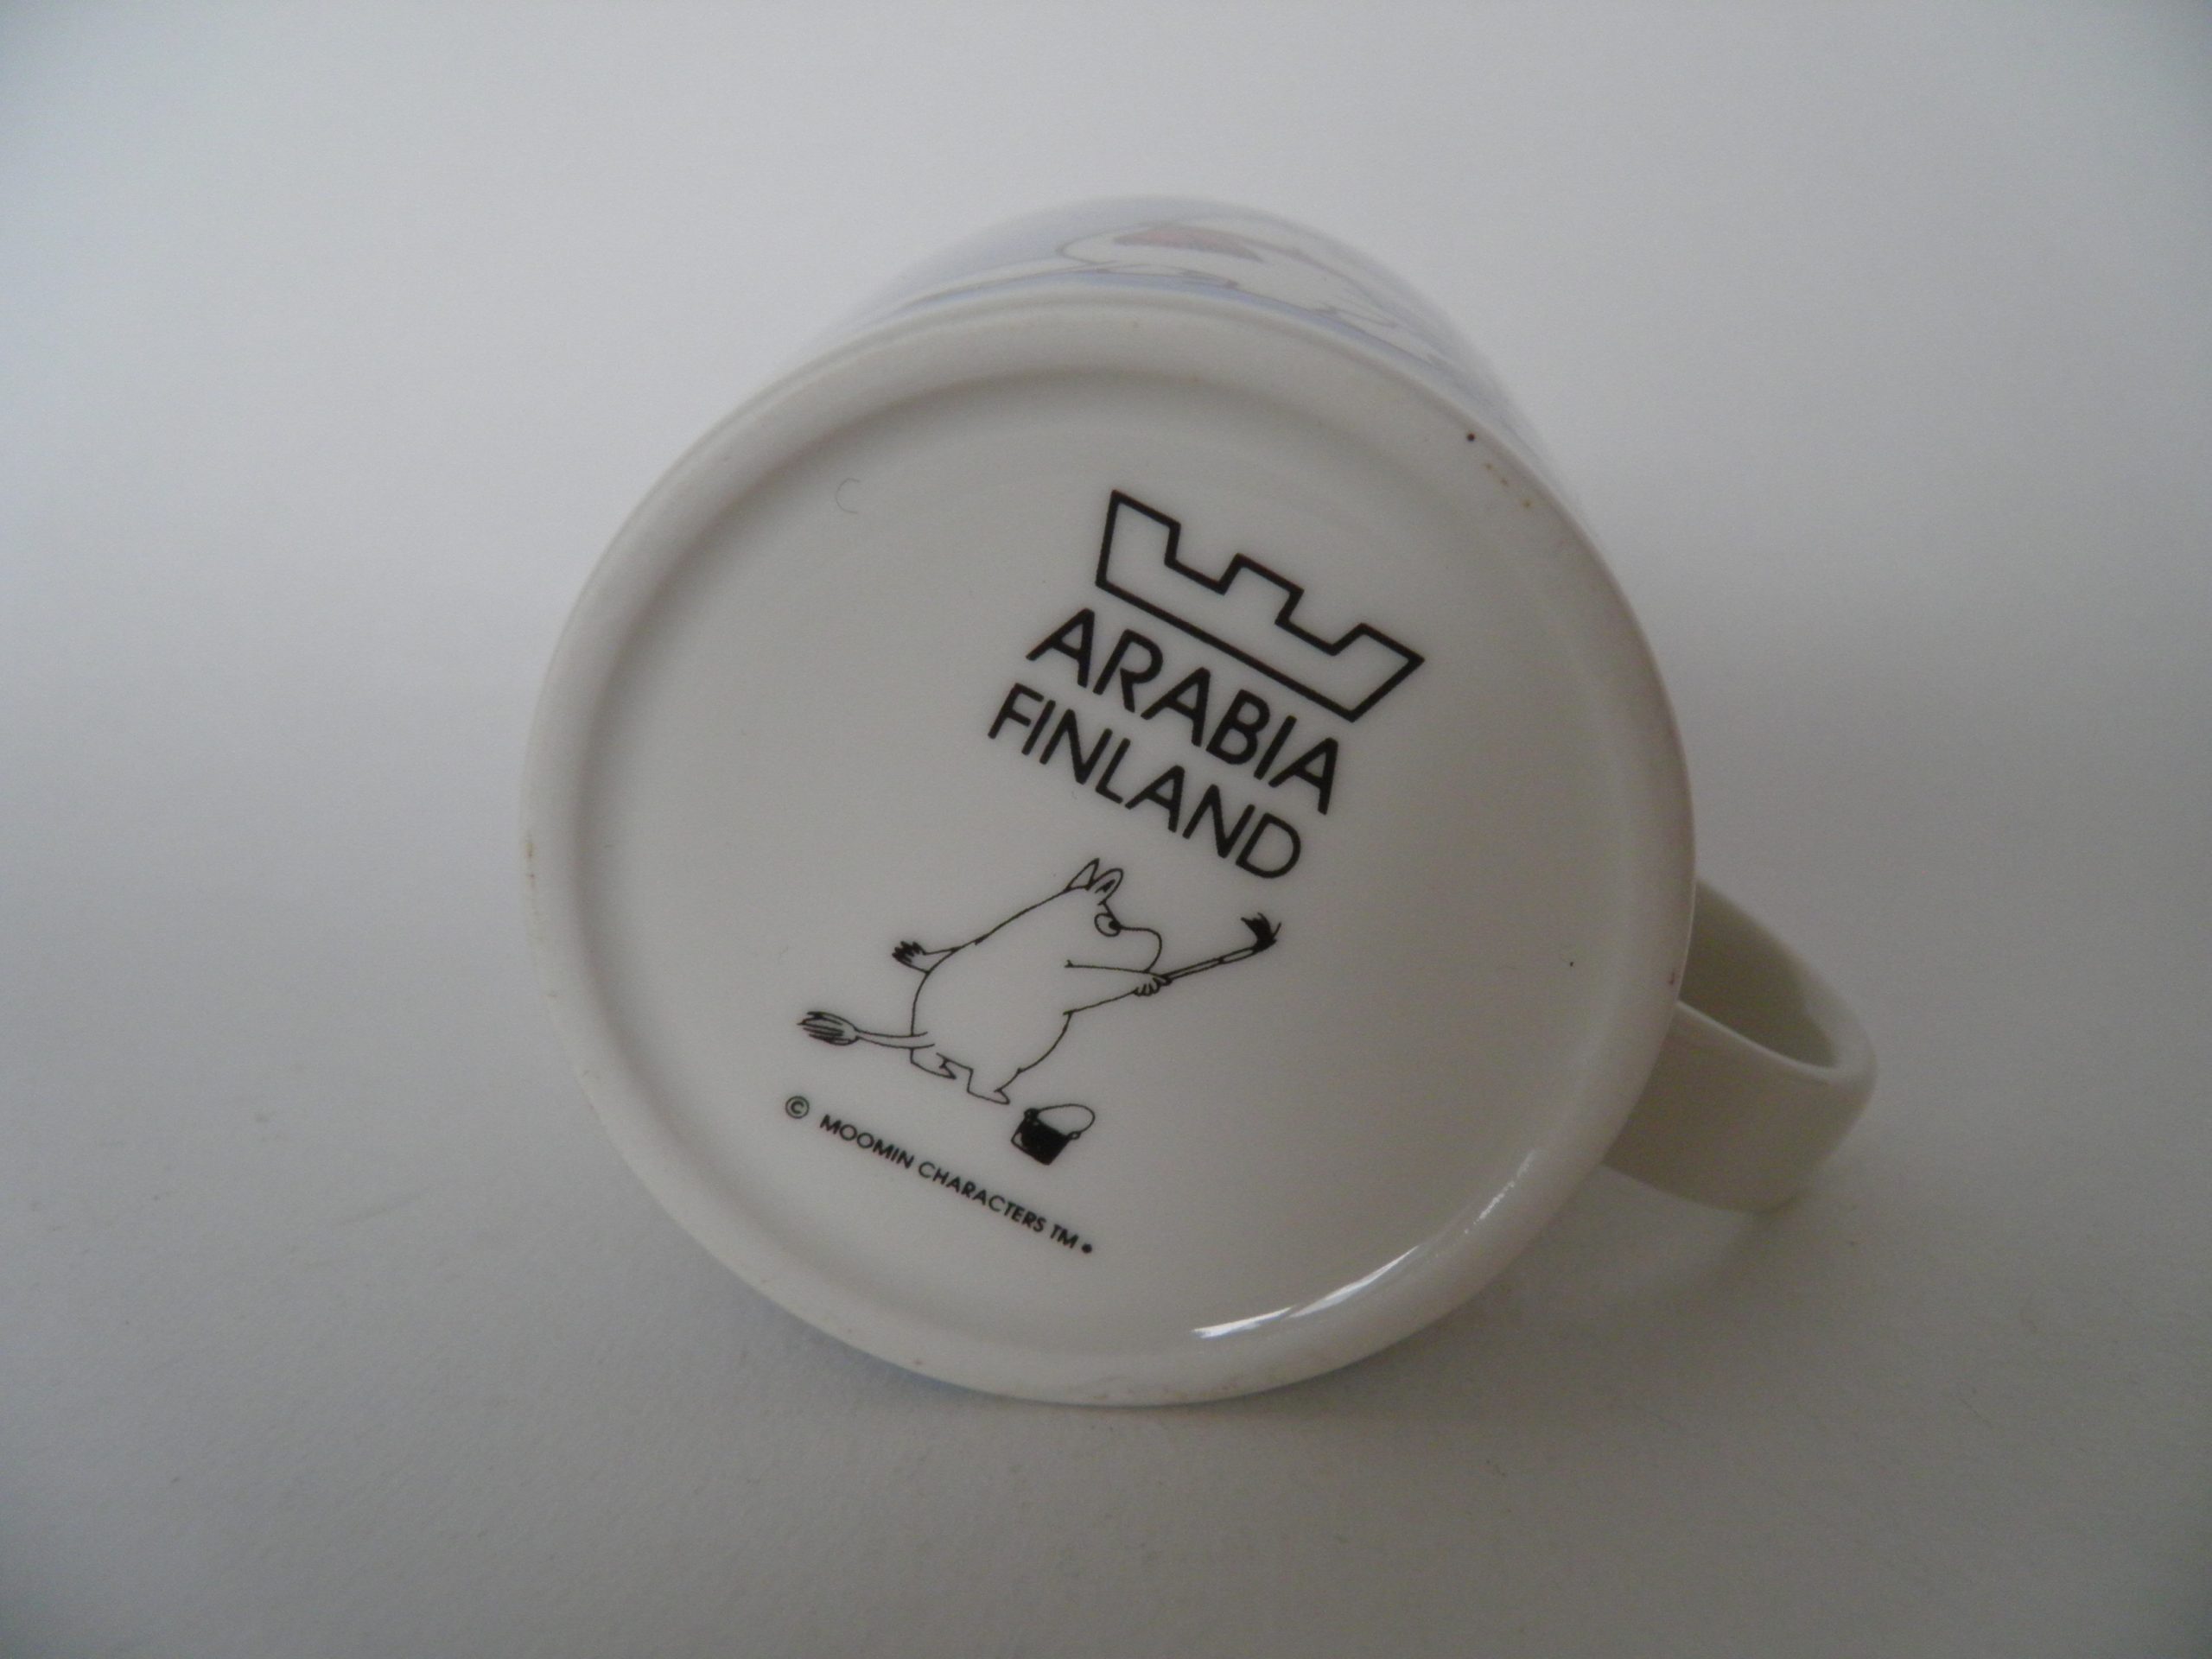 ARABIA
FINLAND
© MOOMIN CHARACTERS TM •